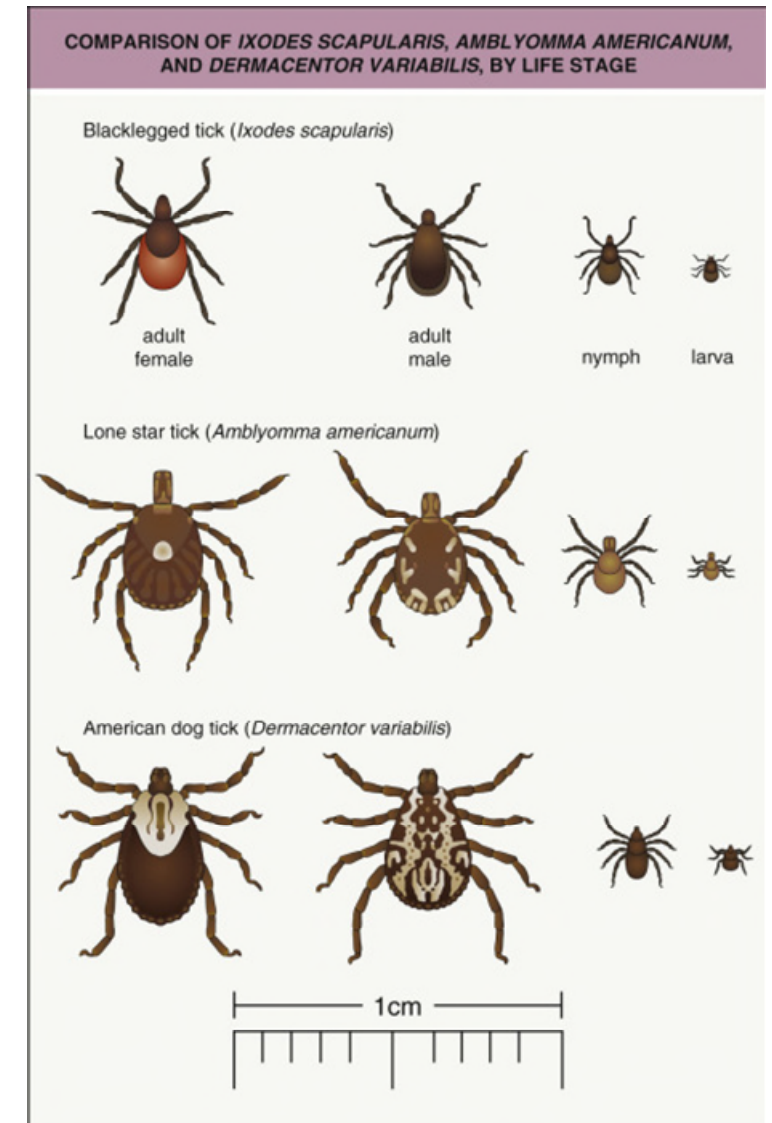 COMPARISON OF IXODES SCAPULARIS, AMBLYOMMA AMERICANUM,
AND DERMACENTOR VARIABILIS, BY LIFE STAGE
Blacklegged tick (Ixodes scapularis)
adult
female
adult
male
nymph
larva
Lone star tick (Amblyomma americanum)
American dog tick (Dermacentor variabilis)
1cm